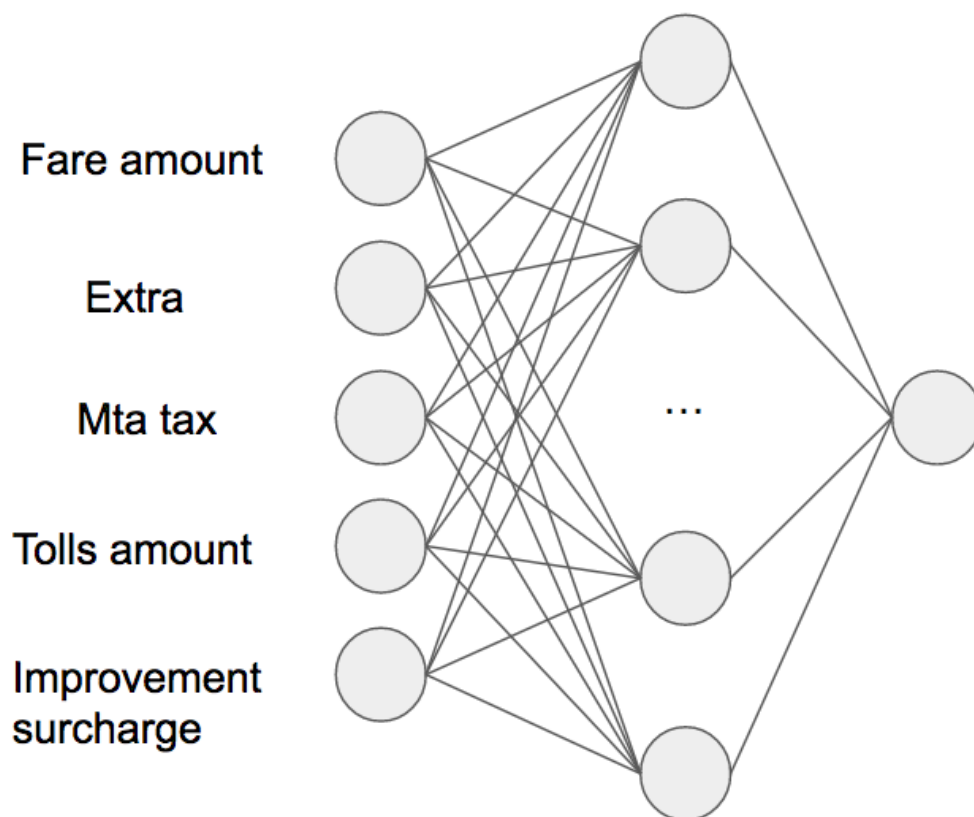 Fare amount
Extra
Mta tax
...
Tolls amount
Improvement
surcharge